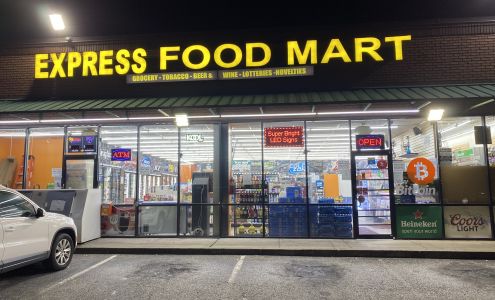 EXPRESS FOOD MART
GROCERY - TOBACCO - BEER & WINE - LOTTERIES - NOVELTIES
KOOL
Super Bright
LED Signs
OPEN
ATM
Bitcoin
Heineken
COORS
LIGHT